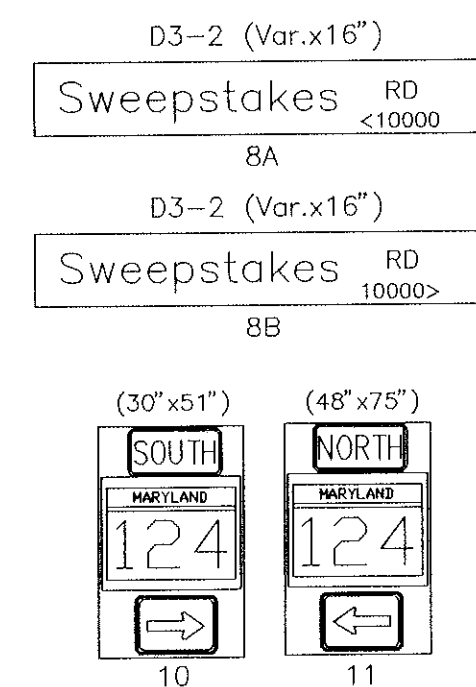 D3-2 (Var.x16")
Sweepstakes RD
<10000
8A
D3-2 (Var.x16")
Sweepstakes RD
10000>
8B
(30"x51") (48"x75")
SOUTH NORTH
MARYLAND MARYLAND
124 124
10 11